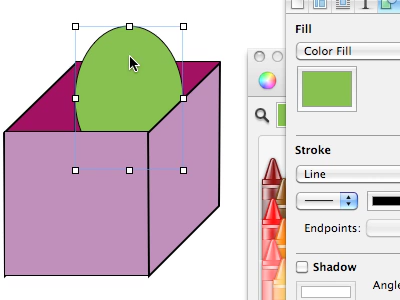 Fill
Color Fill
Stroke
Line
Endpoints:
Shadow
Angle